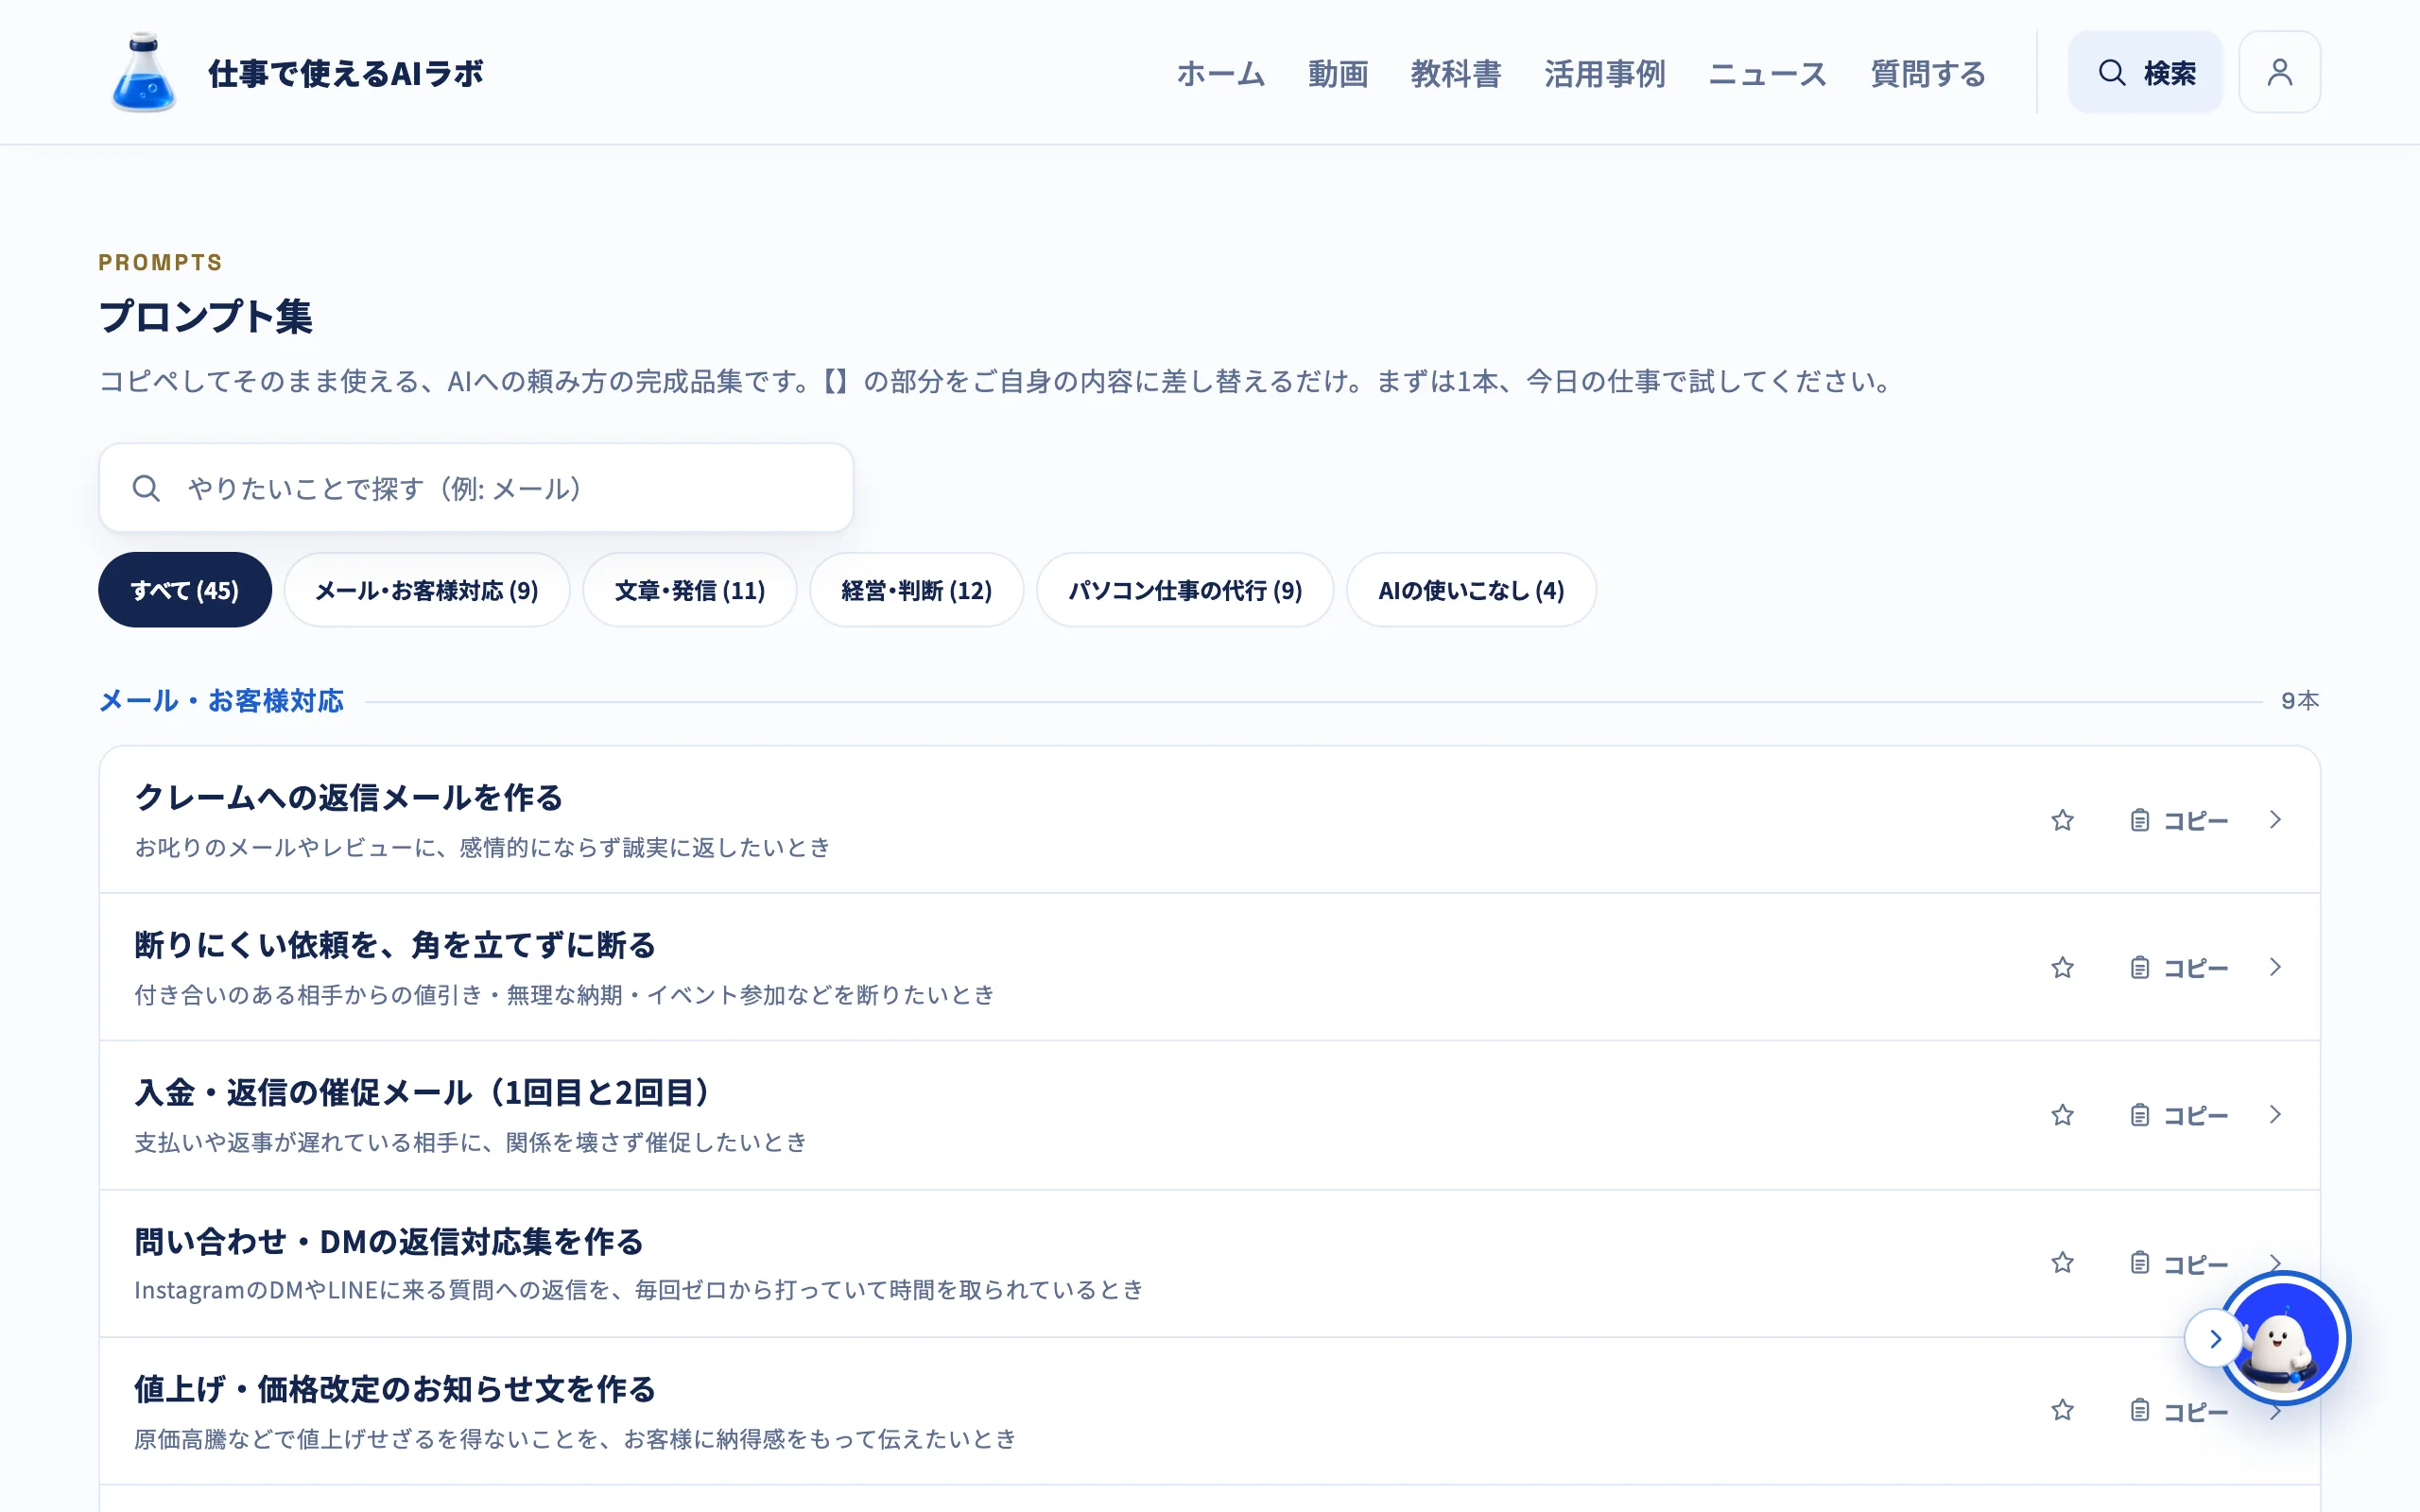 仕事で使えるAIラボ
ホーム 動画 教科書 活用事例 ニュース 質問する 検索
PROMPTS
プロンプト集
コピペしてそのまま使える、AIへの頼み方の完成品集です。【】の部分をご自身の内容に差し替えるだけ。まずは1本、今日の仕事で試してください。
やりたいことで探す（例: メール）
すべて (45) メール・お客様対応 (9) 文章・発信 (11) 経営・判断 (12) パソコン仕事の代行 (9) AIの使いこなし (4)
メール・お客様対応 9本
クレームへの返信メールを作る
お叱りのメールやレビューに、感情的にならず誠実に返したいとき
コピー
断りにくい依頼を、角を立てずに断る
付き合いのある相手からの値引き・無理な納期・イベント参加などを断りたいとき
コピー
入金・返信の催促メール（1回目と2回目）
支払いや返事が遅れている相手に、関係を壊さず催促したいとき
コピー
問い合わせ・DMの返信対応集を作る
InstagramのDMやLINEに来る質問への返信を、毎回ゼロから打っていて時間を取られているとき
コピー
値上げ・価格改定のお知らせ文を作る
原価高騰などで値上げせざるを得ないことを、お客様に納得感をもって伝えたいとき
コピー